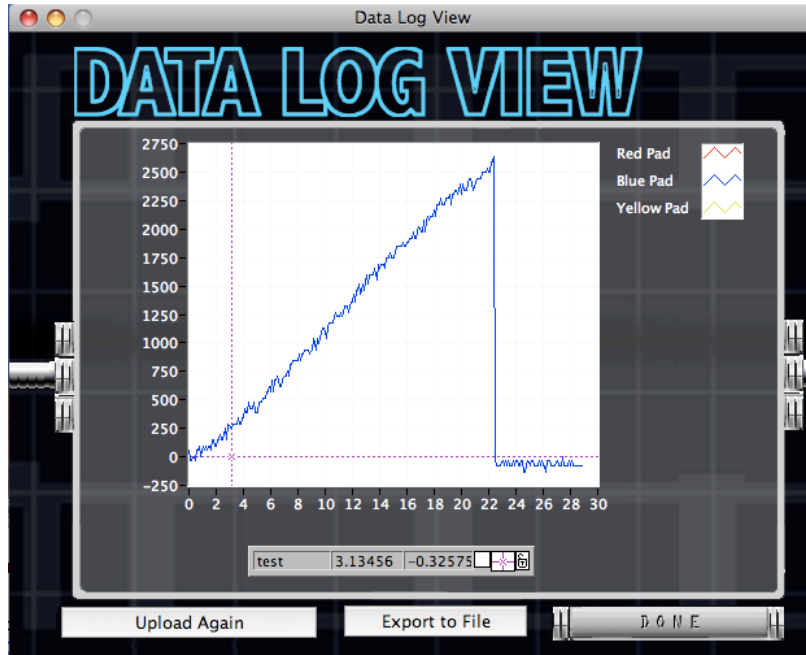 Data Log View
DATA LOG VIEW
2750
2500
2250
2000
1750
1500
1250
1000
750
500
250
0
-250
0 2 4 6 8 10 12 14 16 18 20 22 24 26 28 30
Red Pad
Blue Pad
Yellow Pad
test 3.13456 -0.32575
Upload Again
Export to File
DONE